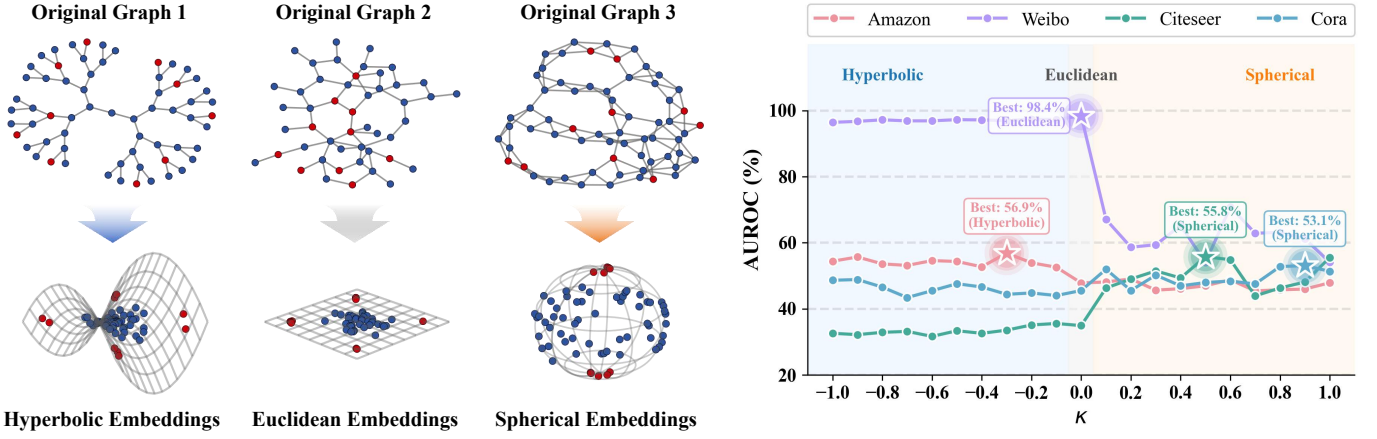 Original Graph 1
Original Graph 2
Original Graph 3
Hyperbolic Embeddings
Euclidean Embeddings
Spherical Embeddings
Amazon
Weibo
Citeseer
Cora
Hyperbolic
Euclidean
Spherical
Best: 98.4%
(Euclidean)
Best: 56.9%
(Hyperbolic)
Best: 55.8%
(Spherical)
Best: 53.1%
(Spherical)
AUROC (%)
100
80
60
40
20
−1.0
−0.8
−0.6
−0.4
−0.2
0.0
0.2
0.4
0.6
0.8
1.0
κ